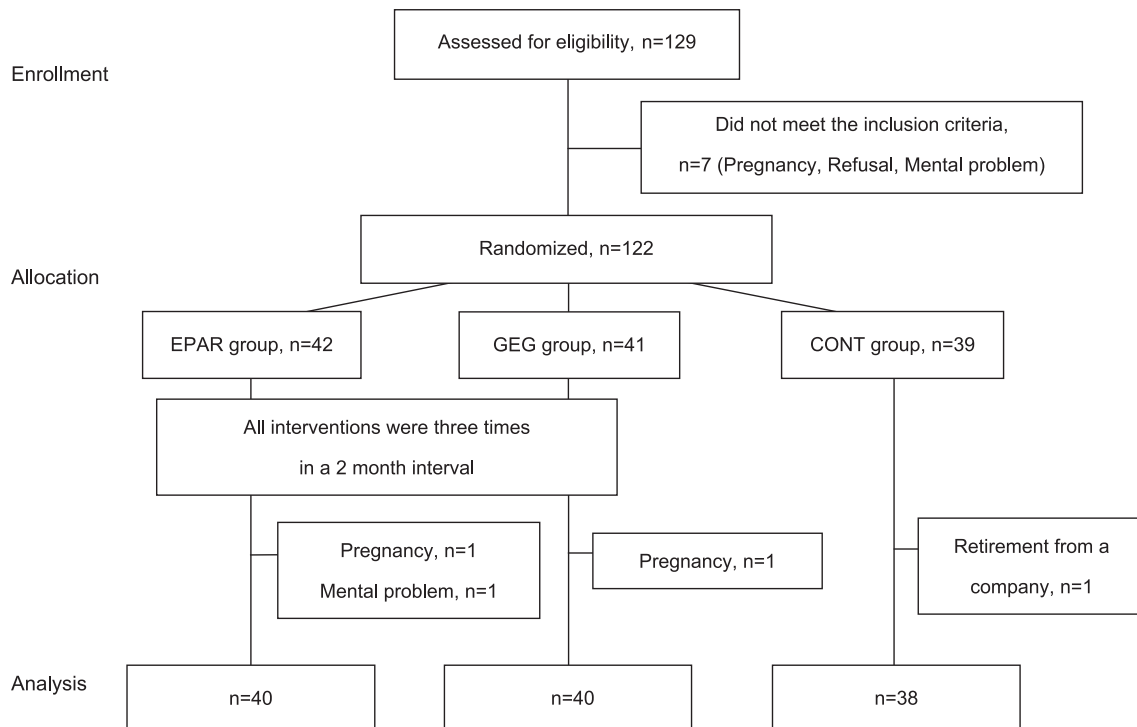 Assessed for eligibility, n=129
Enrollment
Did not meet the inclusion criteria,
n=7 (Pregnancy, Refusal, Mental problem)
Randomized, n=122
Allocation
EPAR group, n=42
GEG group, n=41
CONT group, n=39
All interventions were three times
in a 2 month interval
Pregnancy, n=1
Mental problem, n=1
Pregnancy, n=1
Retirement from a
company, n=1
Analysis
n=40
n=40
n=38